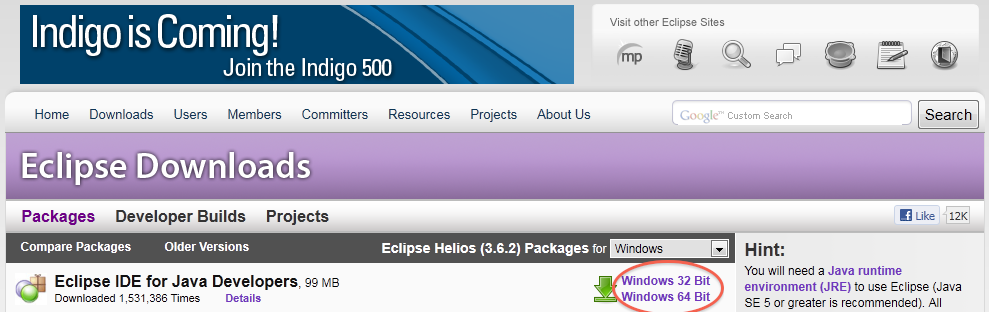 Indigo is Coming!
Join the Indigo 500
Visit other Eclipse Sites
mp
Home Downloads Users Members Committers Resources Projects About Us
Google™ Custom Search Search
Eclipse Downloads
Packages Developer Builds Projects
Like 12K
Compare Packages Older Versions
Eclipse Helios (3.6.2) Packages for Windows
Eclipse IDE for Java Developers, 99 MB
Downloaded 1,531,386 Times Details
Windows 32 Bit
Windows 64 Bit
Hint:
You will need a Java runtime
environment (JRE) to use Eclipse (Java
SE 5 or greater is recommended). All